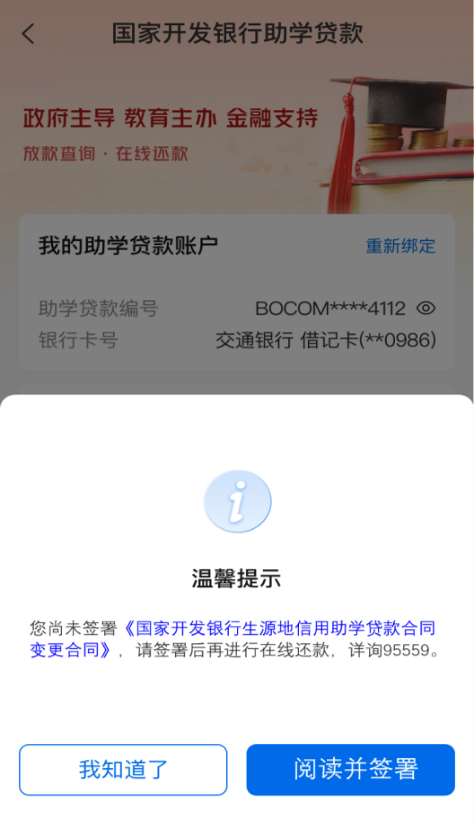 国家开发银行助学贷款
政府主导 教育主办 金融支持
放款查询·在线还款
我的助学贷款账户 重新绑定
助学贷款编号 BOCOM****4112
银行卡号 交通银行 借记卡(**0986)
温馨提示
您尚未签署《国家开发银行生源地信用助学贷款合同
变更合同》，请签署后再进行在线还款，详询95559。
我知道了 阅读并签署